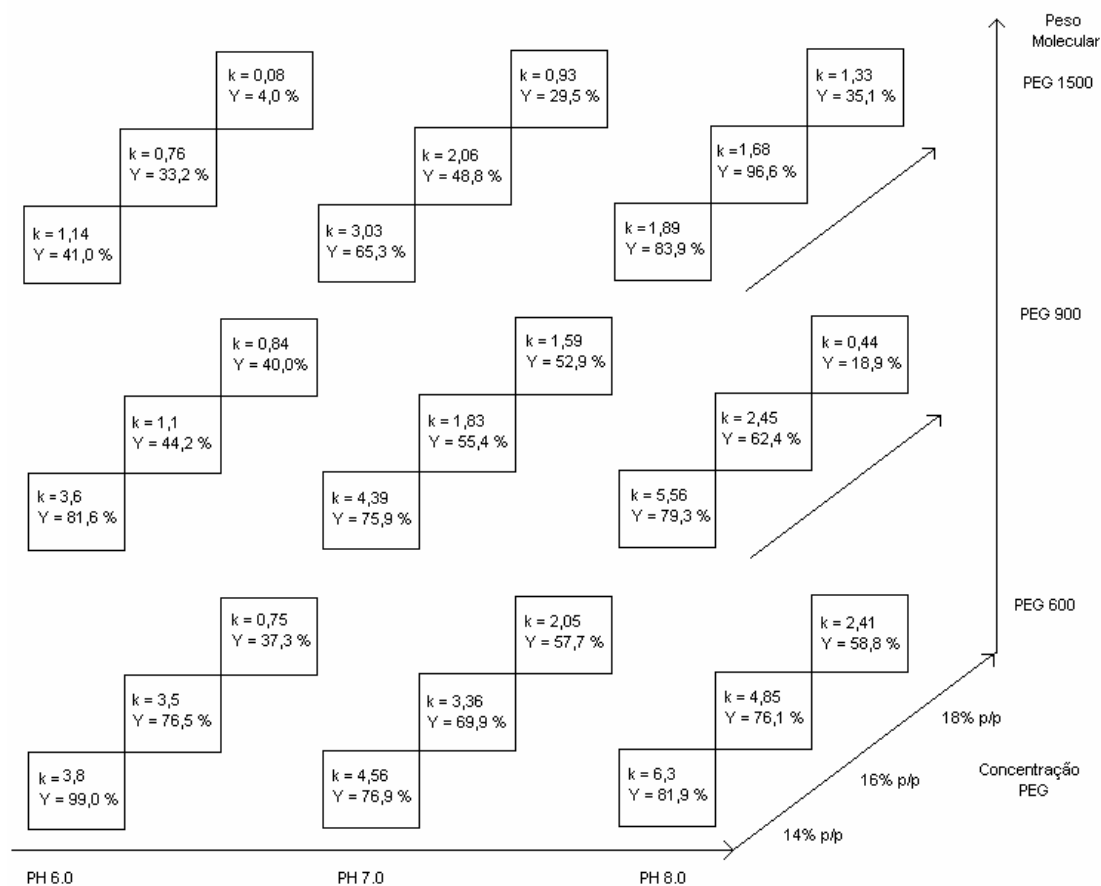 Peso
Molecular
PEG 1500
k = 0,08
Y = 4,0 %
k = 0,93
Y = 29,5 %
k = 1,33
Y = 35,1 %
k = 0,76
Y = 33,2 %
k = 2,06
Y = 48,8 %
k =1,68
Y = 96,6 %
k = 1,14
Y = 41,0 %
k = 3,03
Y = 65,3 %
k = 1,89
Y = 83,9 %
PEG 900
k = 0,84
Y = 40,0%
k = 1,59
Y = 52,9 %
k = 0,44
Y = 18,9 %
k = 1,1
Y = 44,2 %
k = 1,83
Y = 55,4 %
k = 2,45
Y = 62,4 %
k = 3,6
Y = 81,6 %
k = 4,39
Y = 75,9 %
k = 5,56
Y = 79,3 %
PEG 600
k = 0,75
Y = 37,3 %
k = 2,05
Y = 57,7 %
k = 2,41
Y = 58,8 %
k = 3,5
Y = 76,5 %
k = 3,36
Y = 69,9 %
k = 4,85
Y = 76,1 %
k = 3,8
Y = 99,0 %
k = 4,56
Y = 76,9 %
k = 6,3
Y = 81,9 %
18% p/p
16% p/p
14% p/p
Concentração
PEG
PH 6.0
PH 7.0
PH 8.0